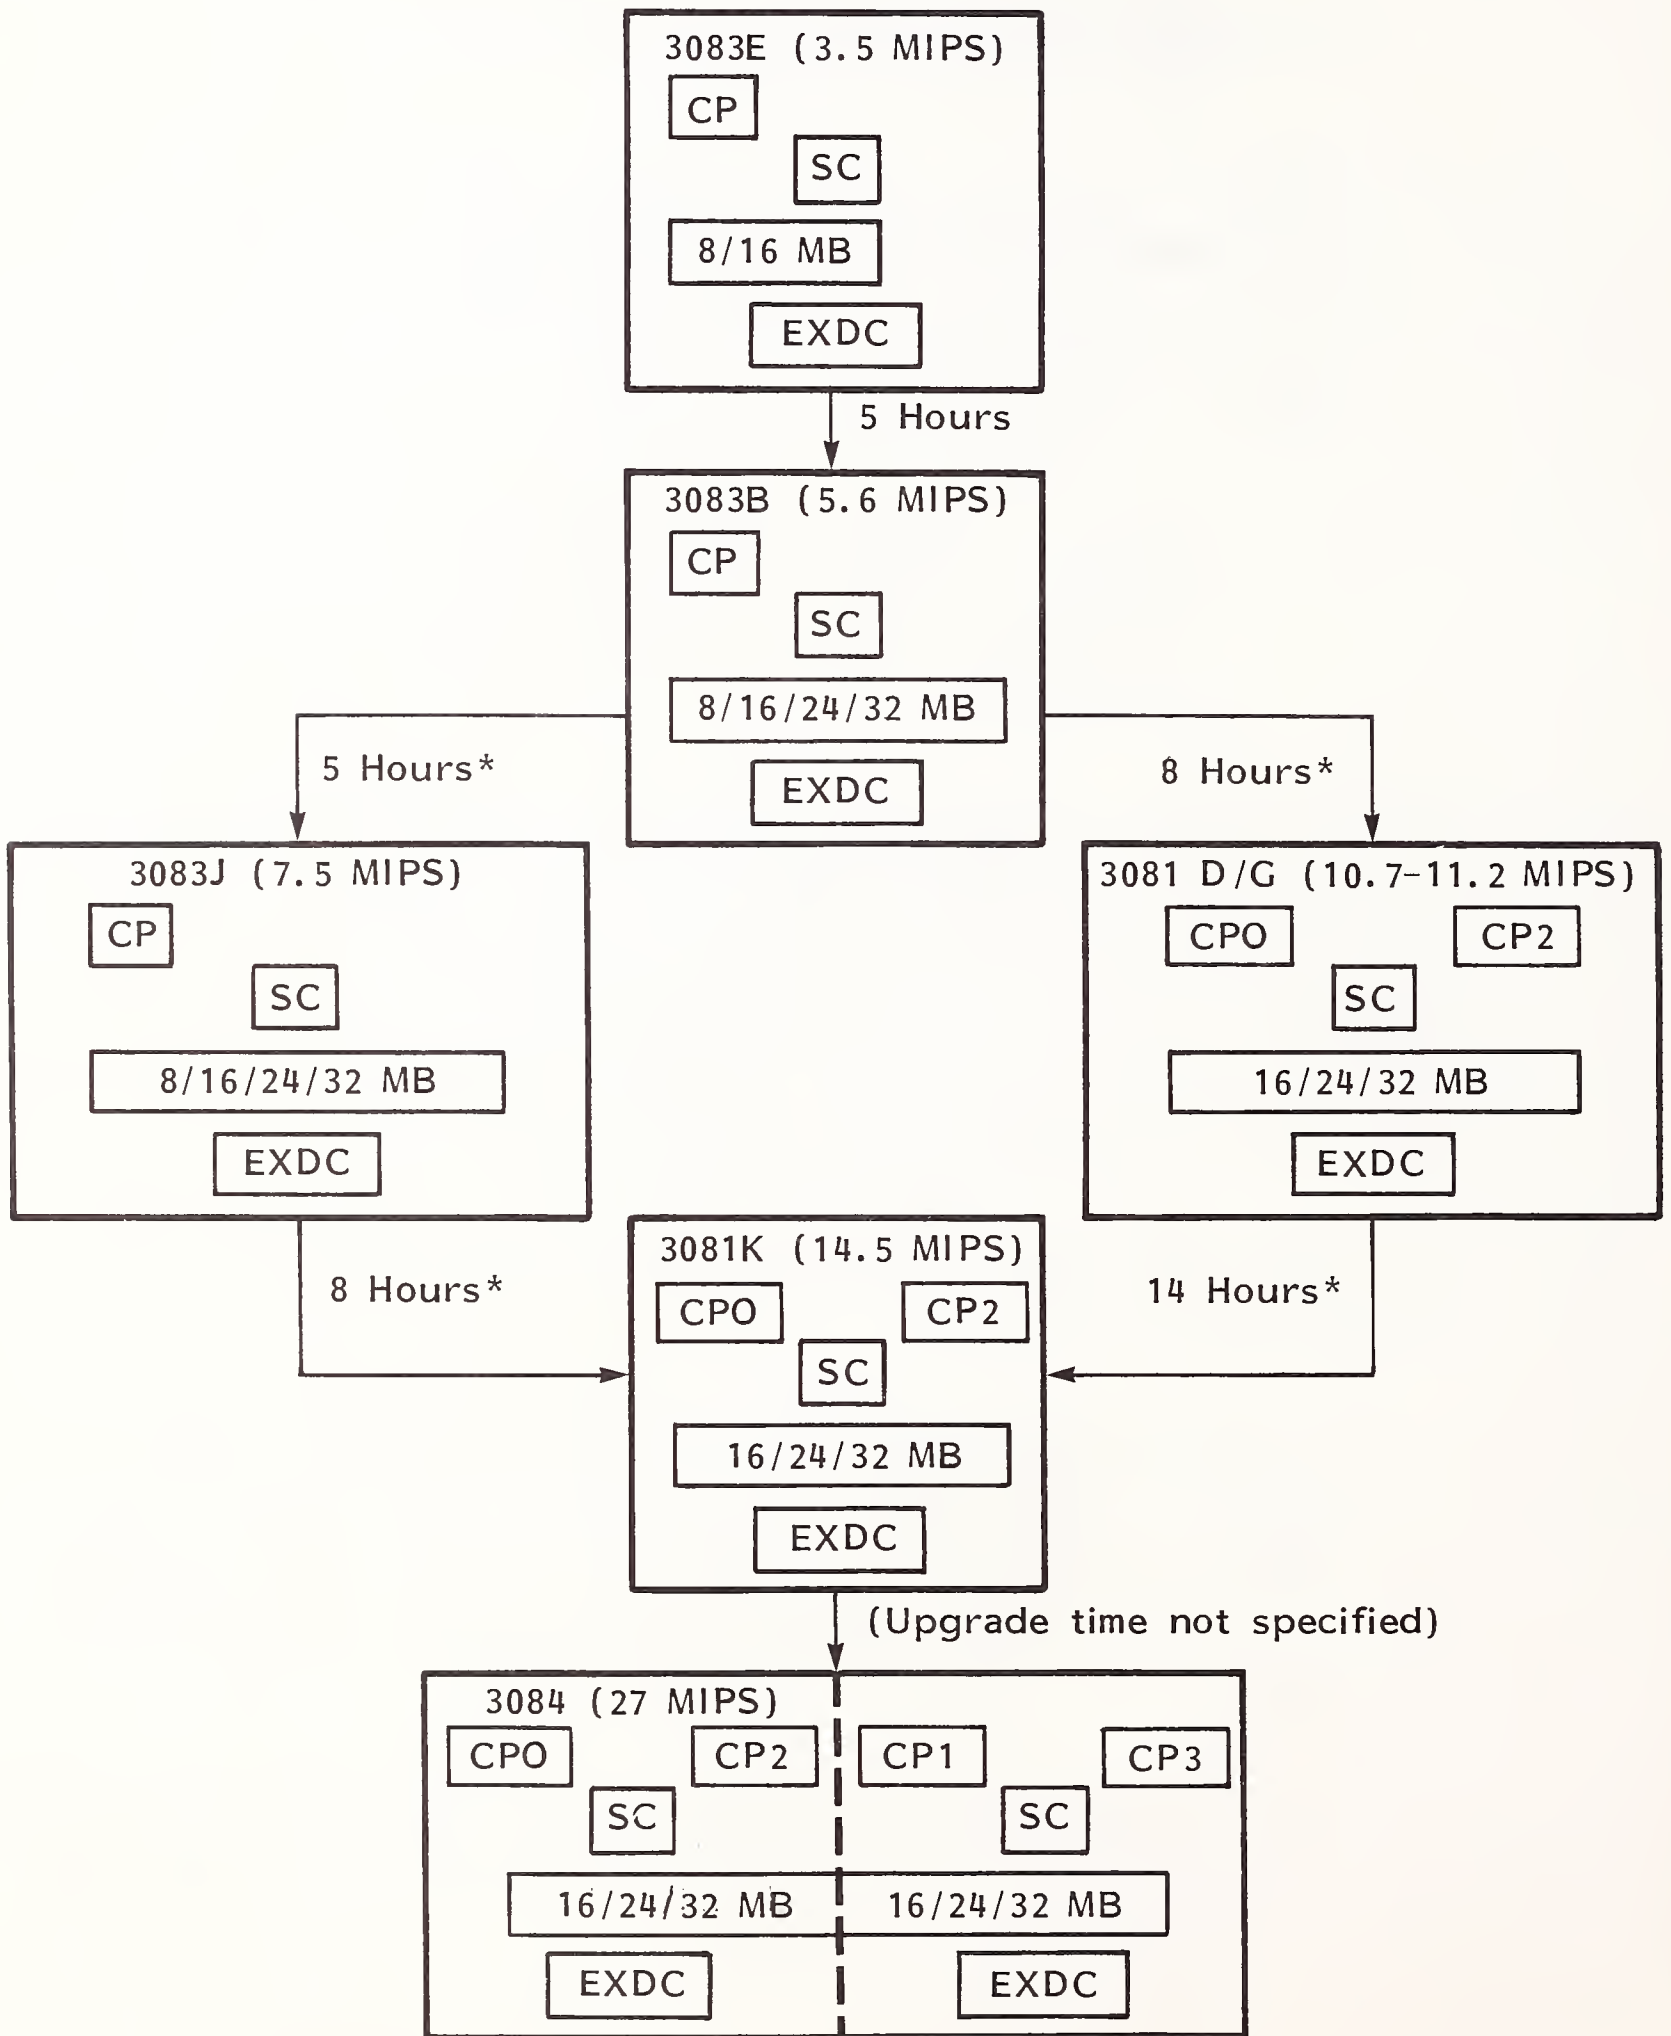 3083E (3.5 MIPS)
CP
SC
8/16 MB
EXDC
5 Hours
3083B (5.6 MIPS)
CP
SC
8/16/24/32 MB
EXDC
5 Hours*
8 Hours*
3083J (7.5 MIPS)
CP
SC
8/16/24/32 MB
EXDC
3081 D/G (10.7-11.2 MIPS)
CP0
CP2
SC
16/24/32 MB
EXDC
8 Hours*
14 Hours*
3081K (14.5 MIPS)
CP0
CP2
SC
16/24/32 MB
EXDC
(Upgrade time not specified)
3084 (27 MIPS)
CP0
CP2
SC
16/24/32 MB
EXDC
CP1
CP3
SC
16/24/32 MB
EXDC